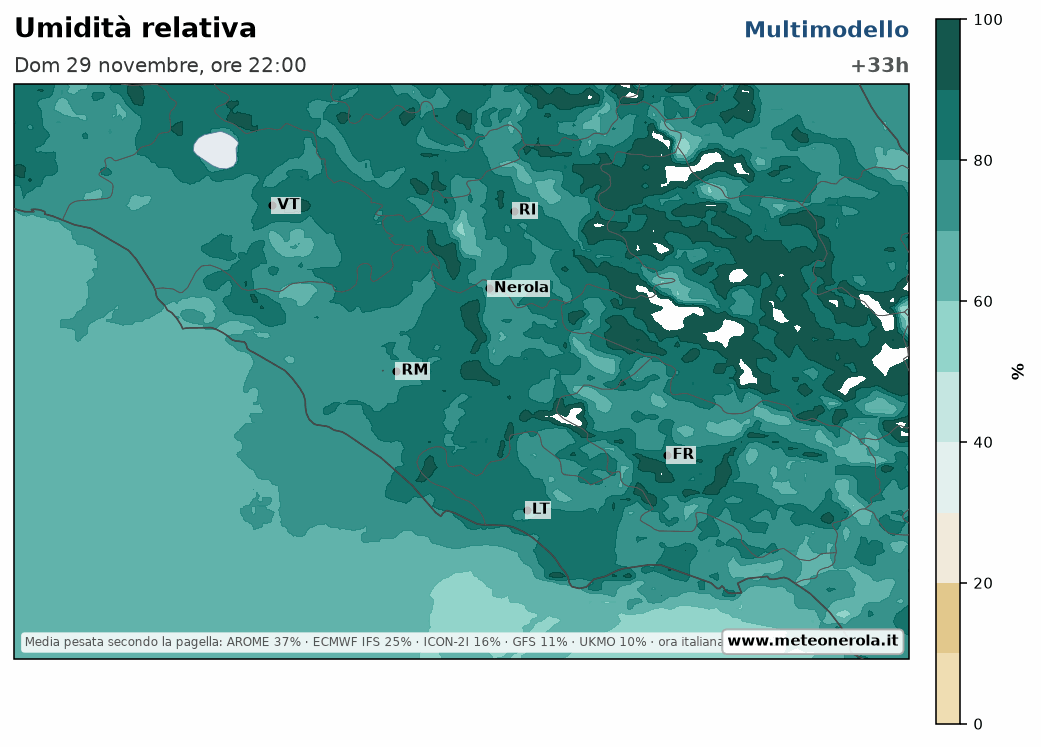 Umidità relativa
Multimodello
Dom 29 novembre, ore 22:00
+33h
100
80
60
40
20
0
%
VT
RI
Nerola
RM
FR
LT
Media pesata secondo la pagella: AROME 37% · ECMWF IFS 25% · ICON-2I 16% · GFS 11% · UKMO 10% · ora italiana
www.meteonerola.it